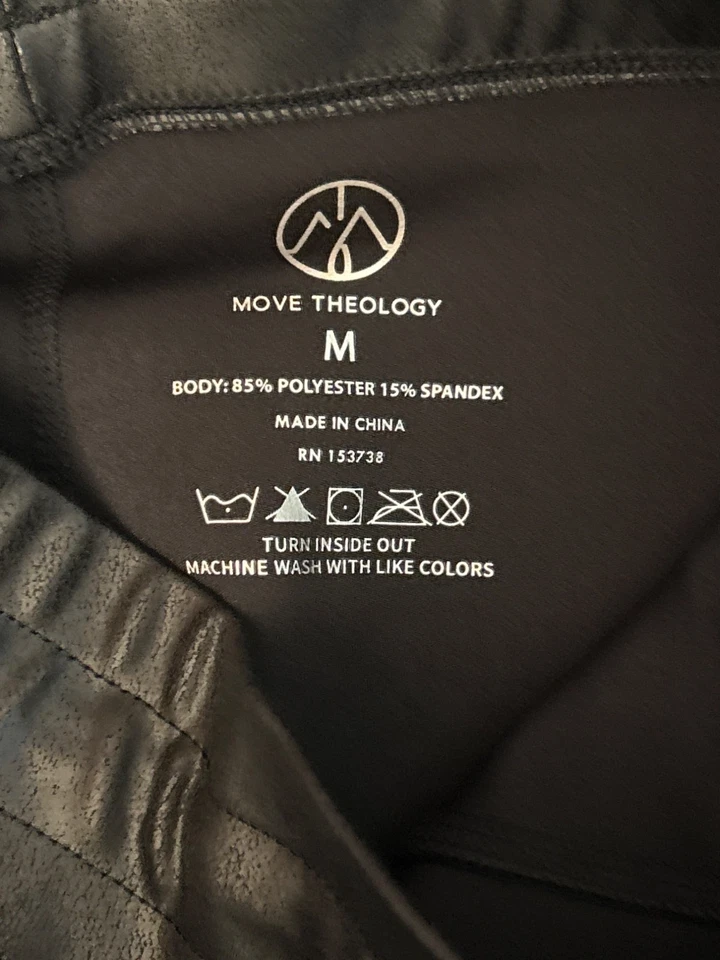 MOVE THEOLOGY
M
BODY: 85% POLYESTER 15% SPANDEX
MADE IN CHINA
RN 153738
TURN INSIDE OUT
MACHINE WASH WITH LIKE COLORS